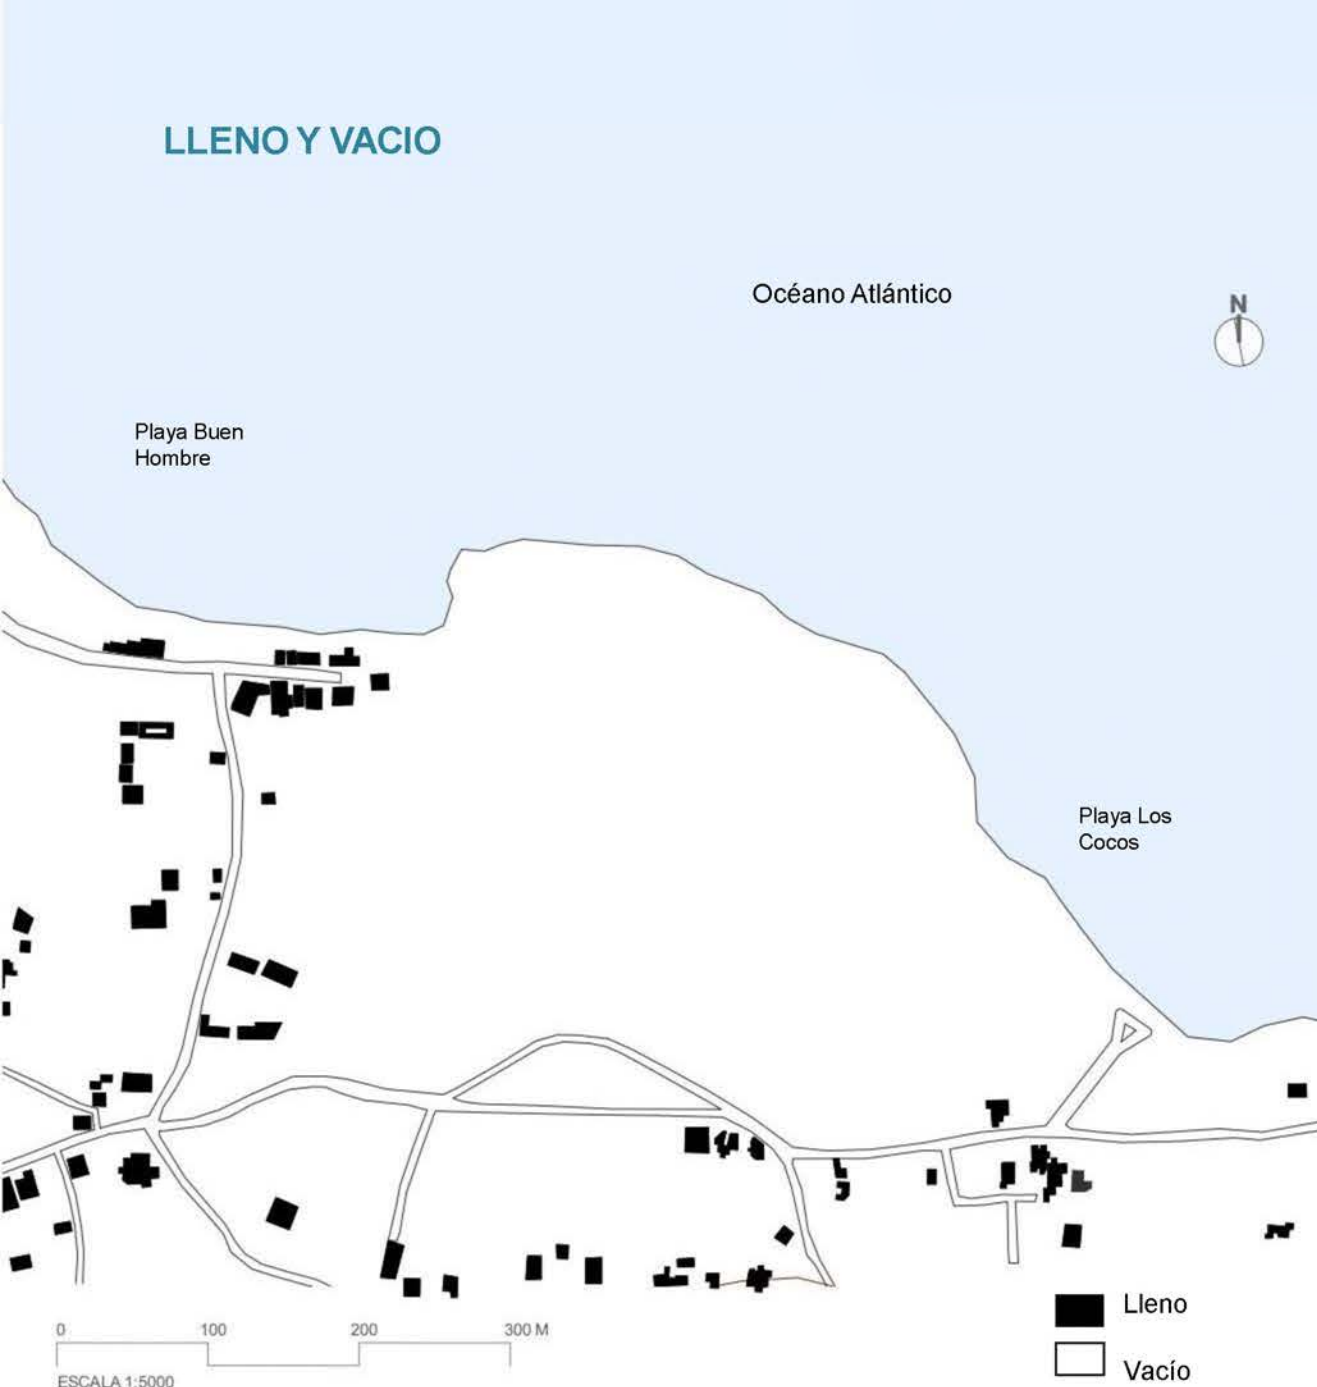 LLENO Y VACIO
Océano Atlántico
N
Playa Buen
Hombre
Playa Los
Cocos
Lleno
0 100 200 300 M
Vacío
ESCALA 1:5000